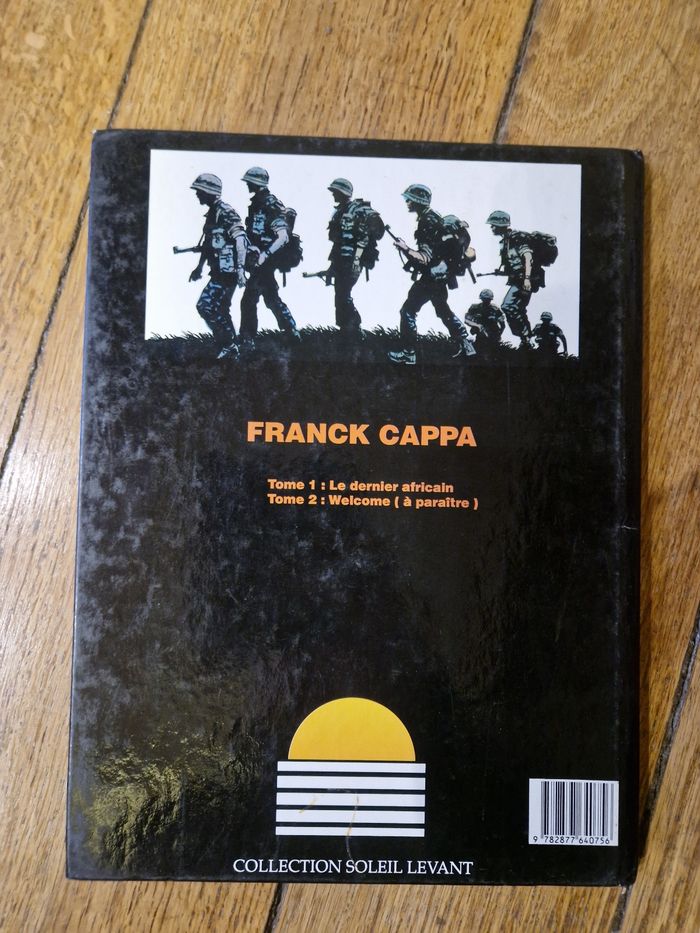 FRANCK CAPPA
Tome 1 : Le dernier africain
Tome 2 : Welcome ( à paraître )
9 782877 640756
COLLECTION SOLEIL LEVANT